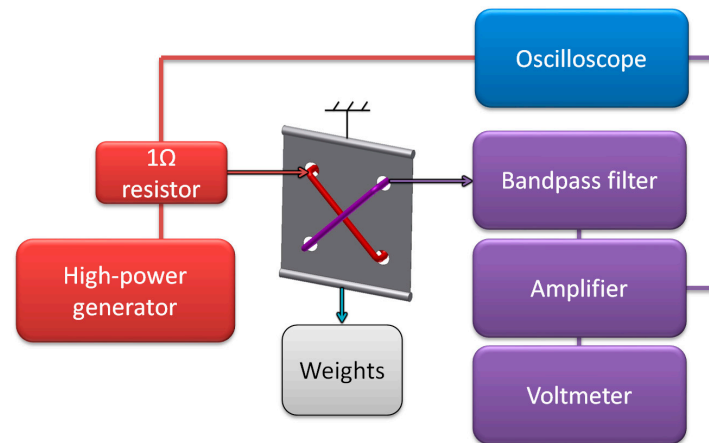 Oscilloscope
1Ω
resistor
Bandpass filter
High-power
generator
Amplifier
Weights
Voltmeter